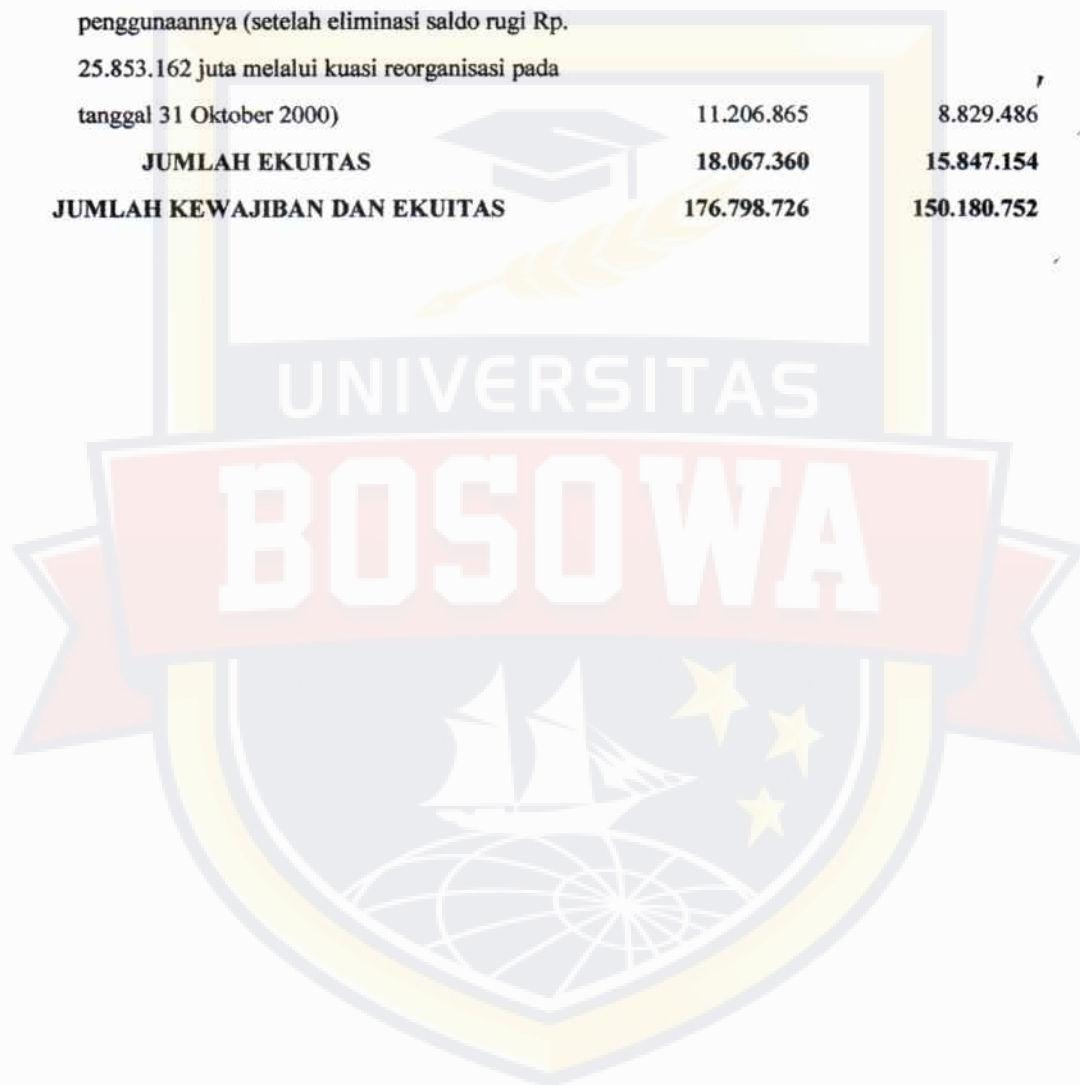 penggunaannya (setelah eliminasi saldo rugi Rp.
25.853.162 juta melalui kuasi reorganisasi pada
tanggal 31 Oktober 2000) 11.206.865 8.829.486
JUMLAH EKUITAS 18.067.360 15.847.154
JUMLAH KEWAJIBAN DAN EKUITAS 176.798.726 150.180.752
UNIVERSITAS
BOSOWA